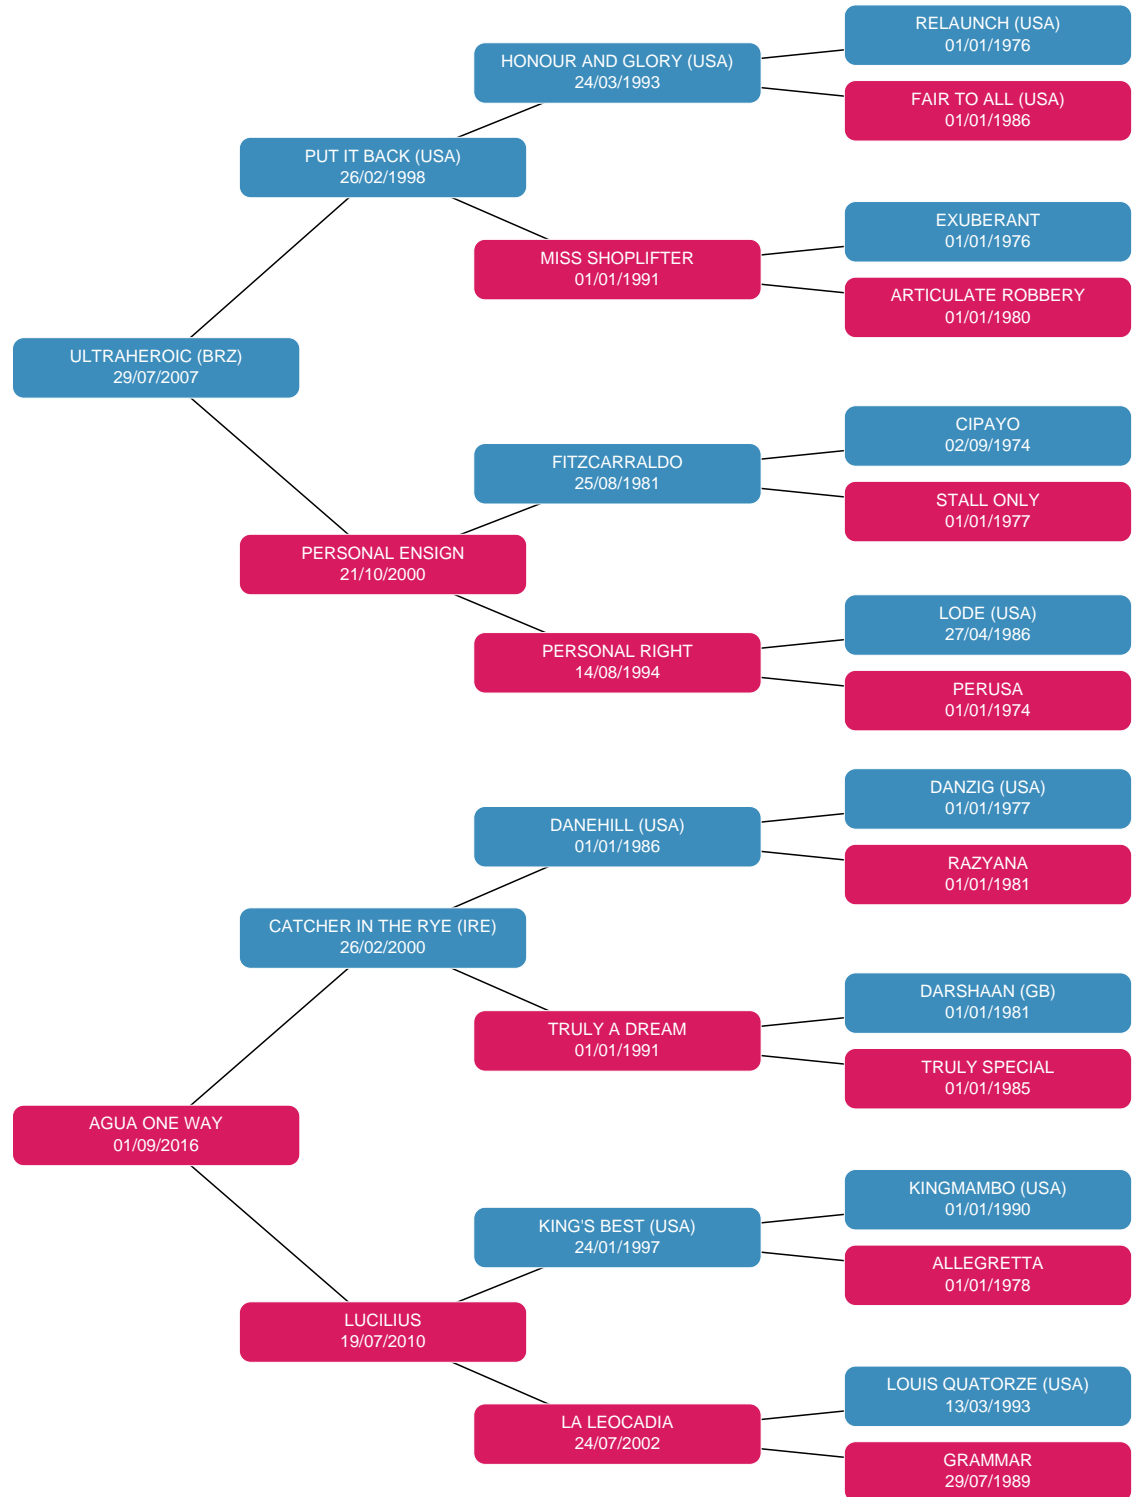 RELAUNCH (USA)
01/01/1976
HONOUR AND GLORY (USA)
24/03/1993
FAIR TO ALL (USA)
01/01/1986
PUT IT BACK (USA)
26/02/1998
EXUBERANT
01/01/1976
MISS SHOPLIFTER
01/01/1991
ARTICULATE ROBBERY
01/01/1980
ULTRAHEROIC (BRZ)
29/07/2007
CIPAYO
02/09/1974
FITZCARRALDO
25/08/1981
STALL ONLY
01/01/1977
PERSONAL ENSIGN
21/10/2000
LODE (USA)
27/04/1986
PERSONAL RIGHT
14/08/1994
PERUSA
01/01/1974
DANZIG (USA)
01/01/1977
DANEHILL (USA)
01/01/1986
RAZYANA
01/01/1981
CATCHER IN THE RYE (IRE)
26/02/2000
DARSHAAN (GB)
01/01/1981
TRULY A DREAM
01/01/1991
TRULY SPECIAL
01/01/1985
AGUA ONE WAY
01/09/2016
KINGMAMBO (USA)
01/01/1990
KING'S BEST (USA)
24/01/1997
ALLEGRETTA
01/01/1978
LUCILIUS
19/07/2010
LOUIS QUATORZE (USA)
13/03/1993
LA LEOCADIA
24/07/2002
GRAMMAR
29/07/1989